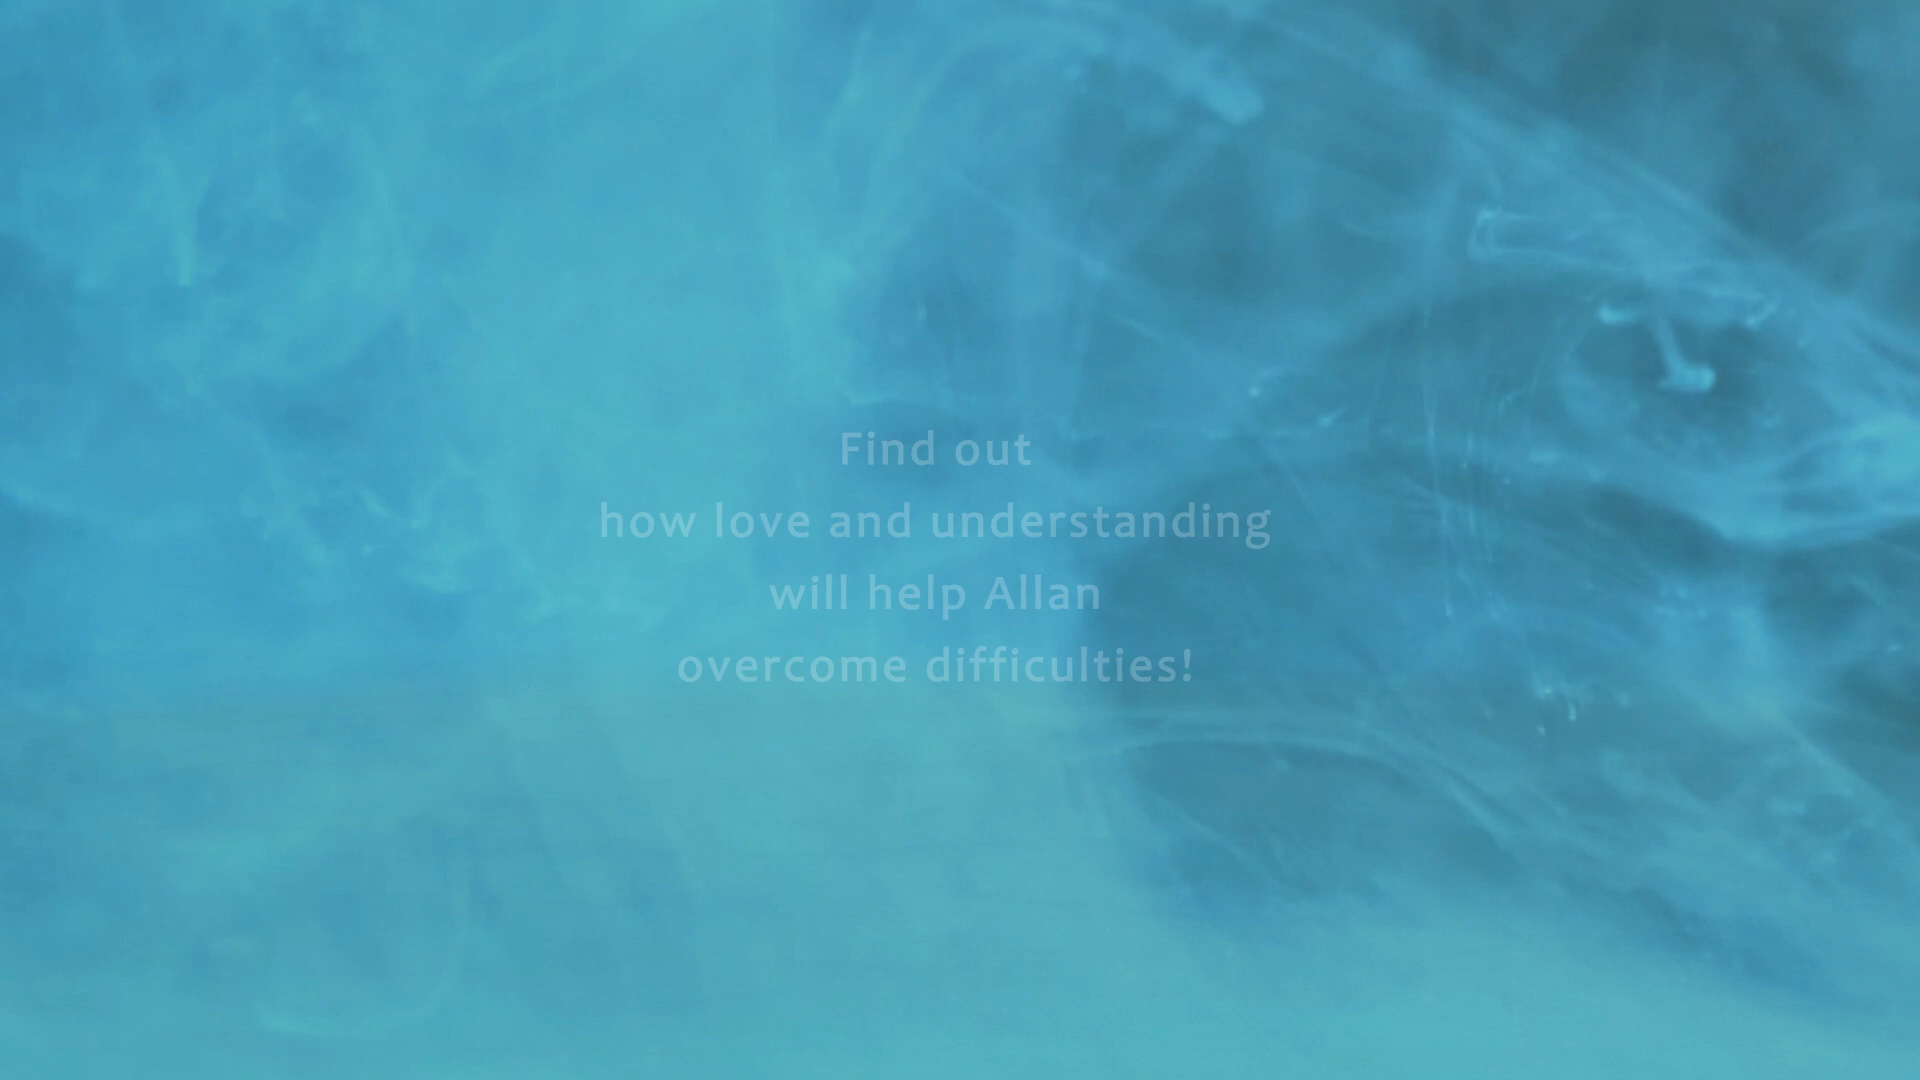 Find out
how love and understanding
will help Allan
overcome difficulties!